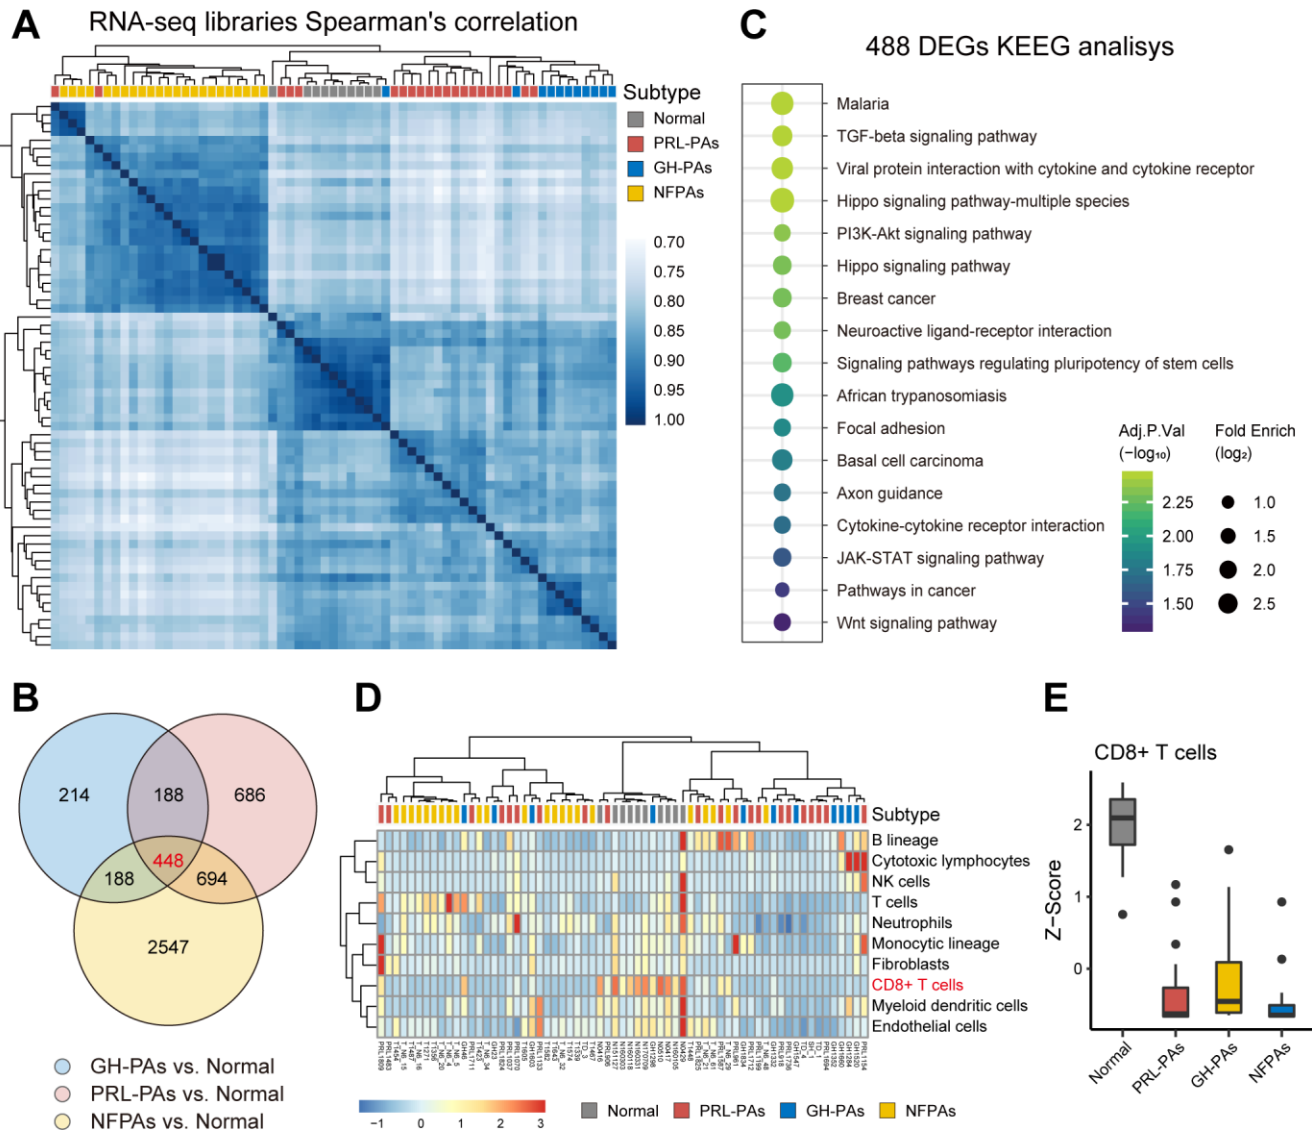 A
RNA-seq libraries Spearman's correlation
Subtype
Normal
PRL-PAs
GH-PAs
NFPAs
0.70
0.75
0.80
0.85
0.90
0.95
1.00
C
488 DEGs KEEG analisys
Malaria
TGF-beta signaling pathway
Viral protein interaction with cytokine and cytokine receptor
Hippo signaling pathway-multiple species
PI3K-Akt signaling pathway
Hippo signaling pathway
Breast cancer
Neuroactive ligand-receptor interaction
Signaling pathways regulating pluripotency of stem cells
African trypanosomiasis
Focal adhesion
Basal cell carcinoma
Axon guidance
Cytokine-cytokine receptor interaction
JAK-STAT signaling pathway
Pathways in cancer
Wnt signaling pathway
Adj.P.Val
(−log₁₀)
2.25
2.00
1.75
1.50
Fold Enrich
(log₂)
1.0
1.5
2.0
2.5
B
214
188
686
448
188
694
2547
GH-PAs vs. Normal
PRL-PAs vs. Normal
NFPAs vs. Normal
D
Subtype
B lineage
Cytotoxic lymphocytes
NK cells
T cells
Neutrophils
Monocytic lineage
Fibroblasts
CD8+ T cells
Myeloid dendritic cells
Endothelial cells
−1 0 1 2 3
Normal PRL-PAs GH-PAs NFPAs
E
CD8+ T cells
Z−Score
2
1
0
Normal
PRL-PAs
GH-PAs
NFPAs